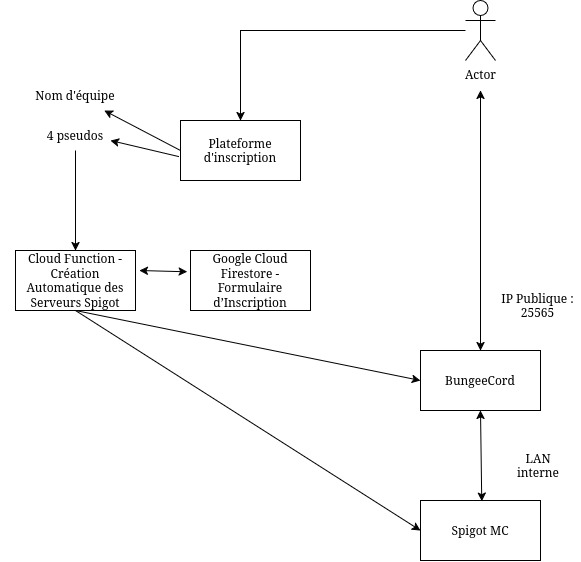 Actor
Nom d'équipe
4 pseudos
Plateforme
d'inscription
Cloud Function -
Création
Automatique des
Serveurs Spigot
Google Cloud
Firestore -
Formulaire
d'Inscription
IP Publique :
25565
BungeeCord
LAN
interne
Spigot MC